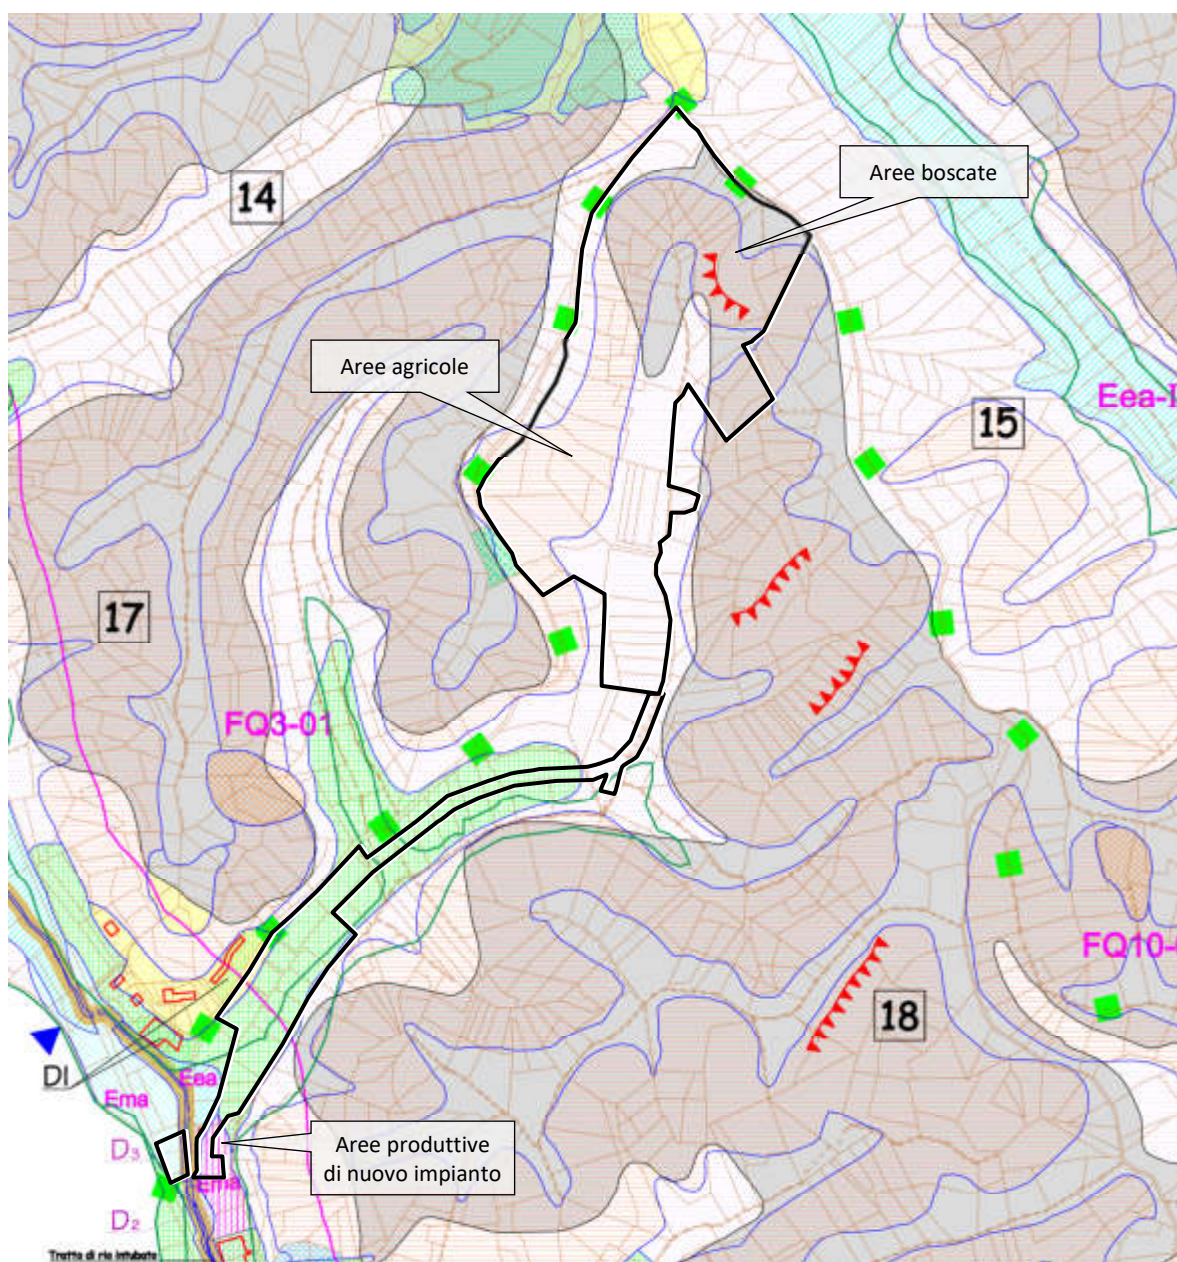 14
Aree boscate
Aree agricole
Eea-I
15
17
FQ3-01
FQ10-
18
DI
Eea
Ema
D3
Aree produttive
di nuovo impianto
Ema
D2
Tratto di rio intubato